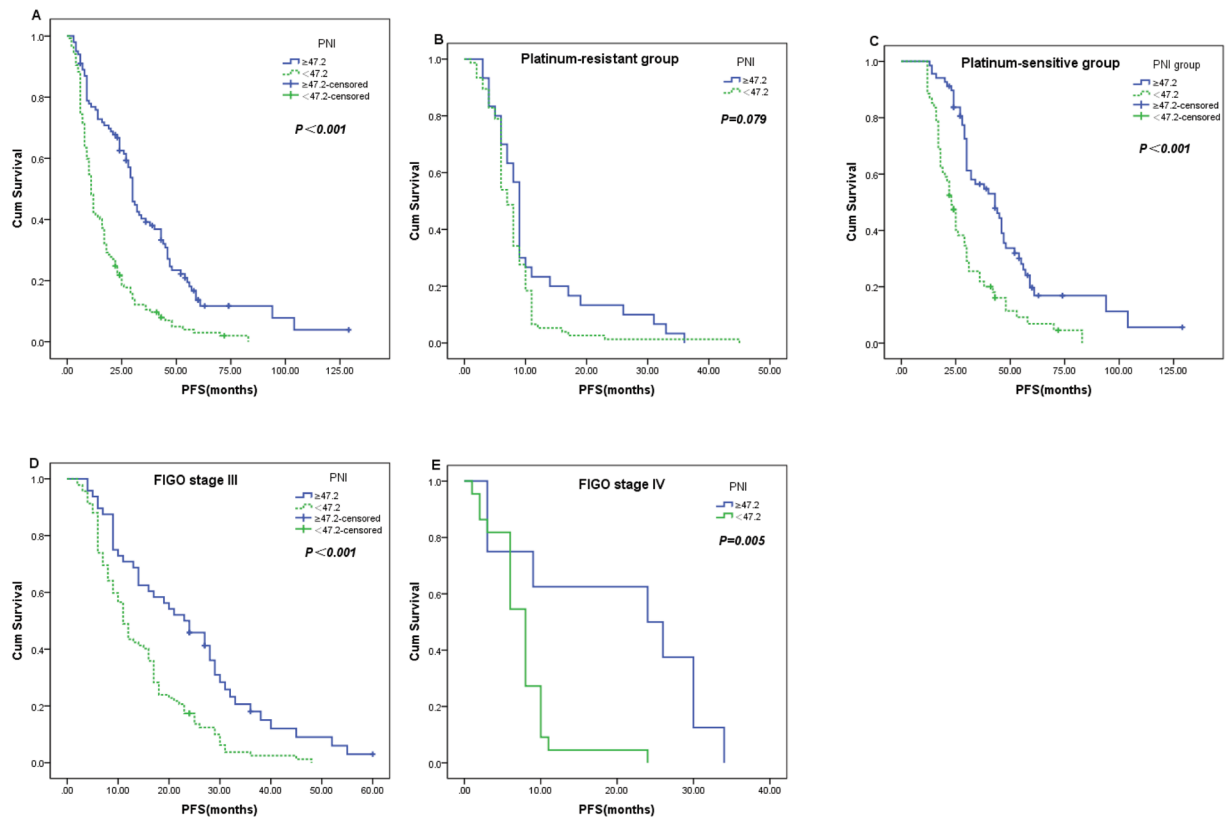 A
PNI
≥47.2
<47.2
≥47.2-censored
<47.2-censored
P<0.001
Cum Survival
1.0
0.8
0.6
0.4
0.2
0.0
.00 25.00 50.00 75.00 100.00 125.00
PFS(months)
B
Platinum-resistant group
PNI
≥47.2
<47.2
P=0.079
Cum Survival
1.0
0.8
0.6
0.4
0.2
0.0
.00 10.00 20.00 30.00 40.00 50.00
PFS(months)
C
Platinum-sensitive group
PNI group
≥47.2
<47.2
≥47.2-censored
<47.2-censored
P<0.001
Cum Survival
1.0
0.8
0.6
0.4
0.2
0.0
.00 25.00 50.00 75.00 100.00 125.00
PFS(months)
D
FIGO stage III
PNI
≥47.2
<47.2
≥47.2-censored
<47.2-censored
P<0.001
Cum Survival
1.0
0.8
0.6
0.4
0.2
0.0
.00 10.00 20.00 30.00 40.00 50.00 60.00
PFS(months)
E
FIGO stage IV
PNI
≥47.2
<47.2
P=0.005
Cum Survival
1.0
0.8
0.6
0.4
0.2
0.0
.00 10.00 20.00 30.00 40.00
PFS(months)